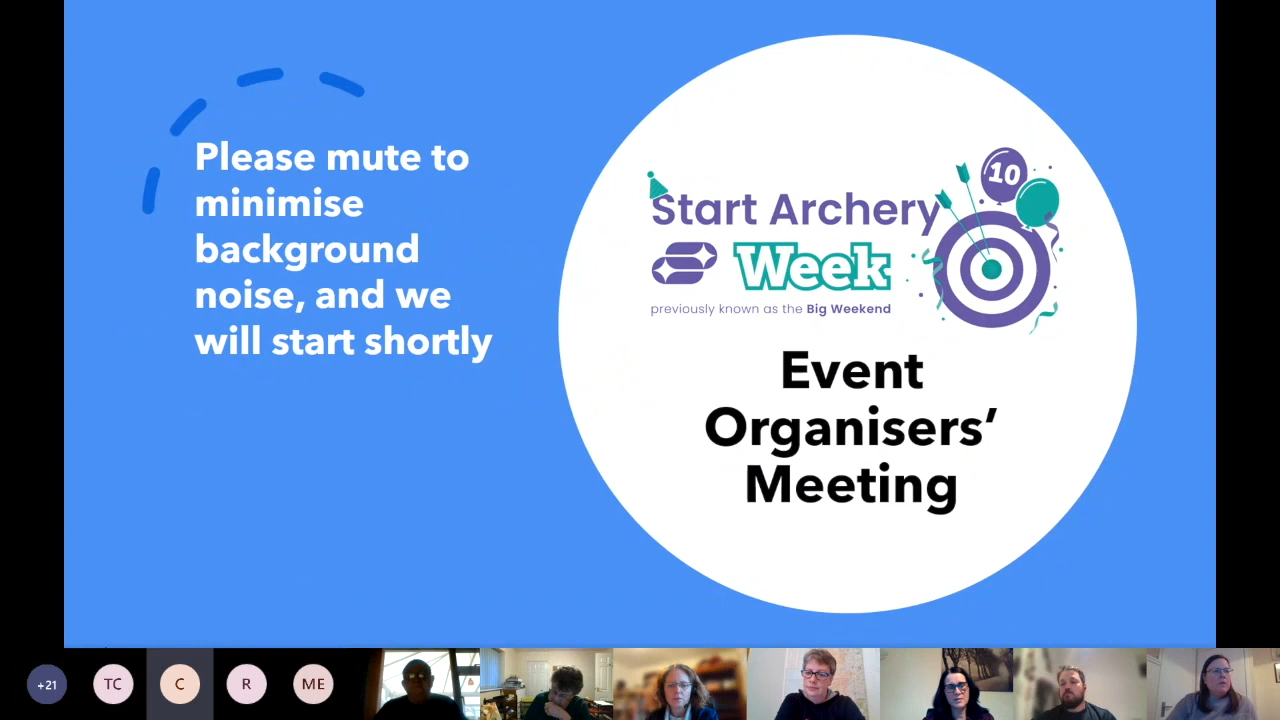 Please mute to
minimise
background
noise, and we
will start shortly
10
Start Archery
Week
previously known as the Big Weekend
Event
Organisers’
Meeting
+21
TC
C
R
ME